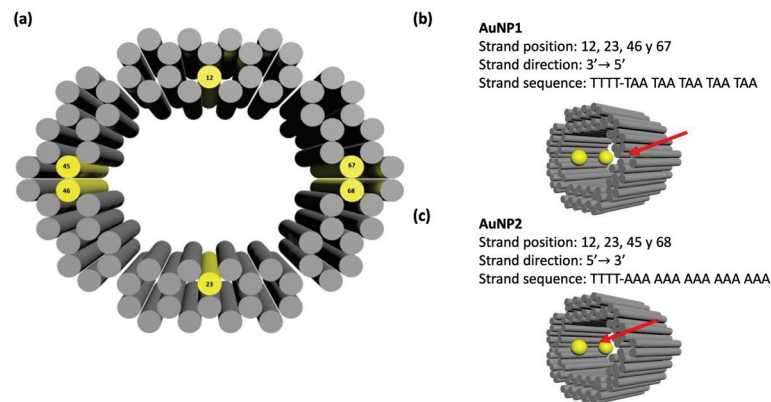 (a)
12
45
67
46
68
23
(b)
AuNP1
Strand position: 12, 23, 46 y 67
Strand direction: 3’→ 5’
Strand sequence: TTTT-TAA TAA TAA TAA TAA
(c)
AuNP2
Strand position: 12, 23, 45 y 68
Strand direction: 5’→ 3’
Strand sequence: TTTT-AAA AAA AAA AAA AAA